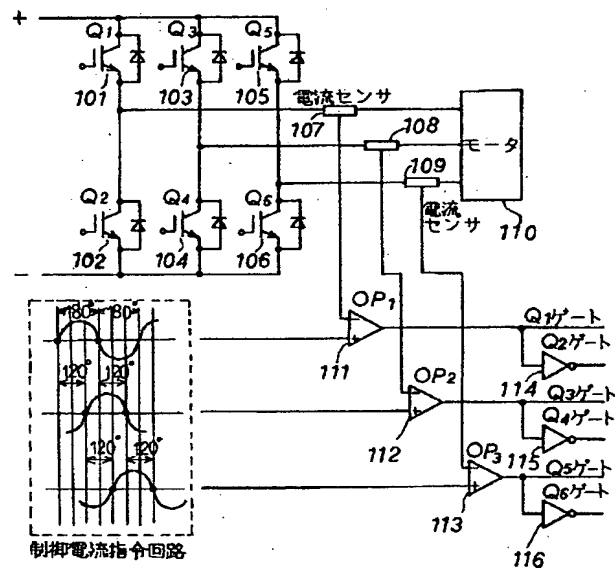 +
Q1
Q3
Q5
101
103
105
電流センサ
107
108
109
モータ
110
電流
センサ
Q2
Q4
Q6
102
104
106
−
180°
180°
120°
120°
120°
120°
制御電流指令回路
OP1
111
OP2
112
OP3
113
Q1ゲート
Q2ゲート
114
Q3ゲート
Q4ゲート
115
Q5ゲート
Q6ゲート
116